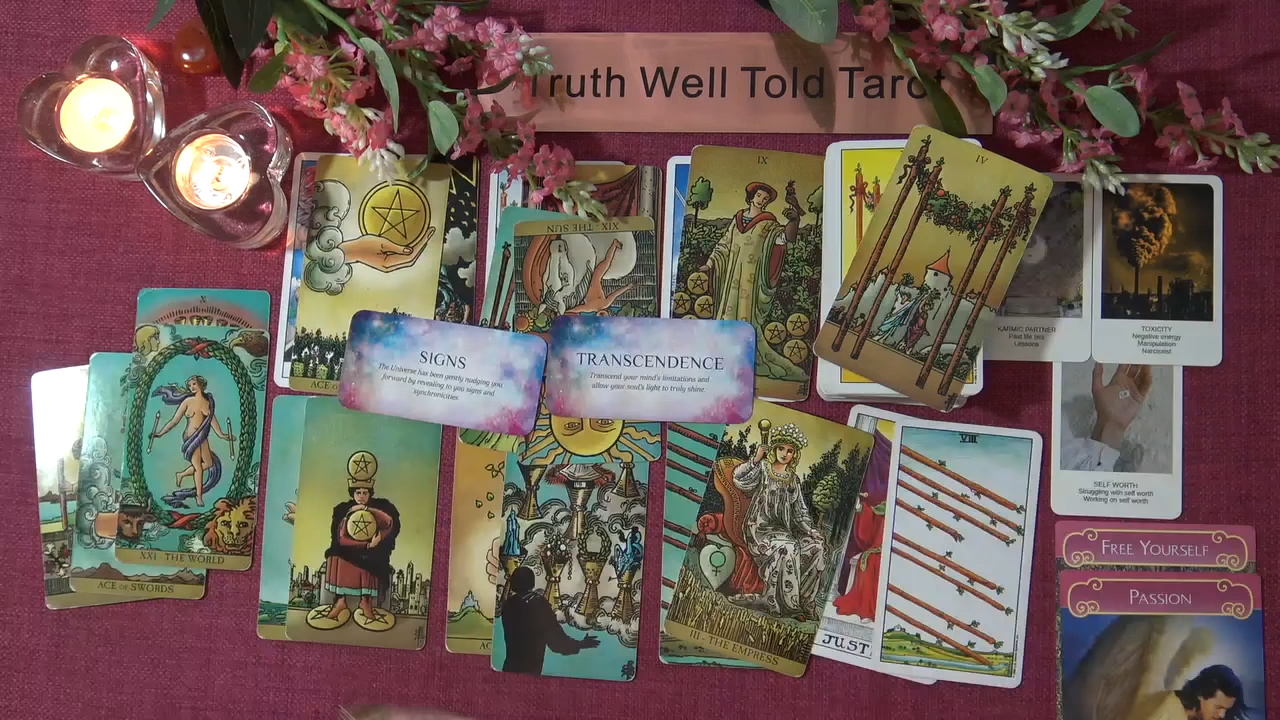 Truth Well Told Tarot
IX
IV
XIX · THE SUN
KARMIC PARTNER
Past life ties
Lessons
TOXICITY
Negative energy
Manipulation
Narcissist
X
SIGNS
The Universe has been gently nudging you
forward by revealing to you signs and
synchronicities.
TRANSCENDENCE
Transcend your mind's limitations and
allow your soul's light to truly shine.
ACE
VIII
SELF WORTH
Struggling with self worth
Working on self worth
XXI · THE WORLD
ACE OF SWORDS
AC
III - THE EMPRESS
JUST
FREE YOURSELF
PASSION